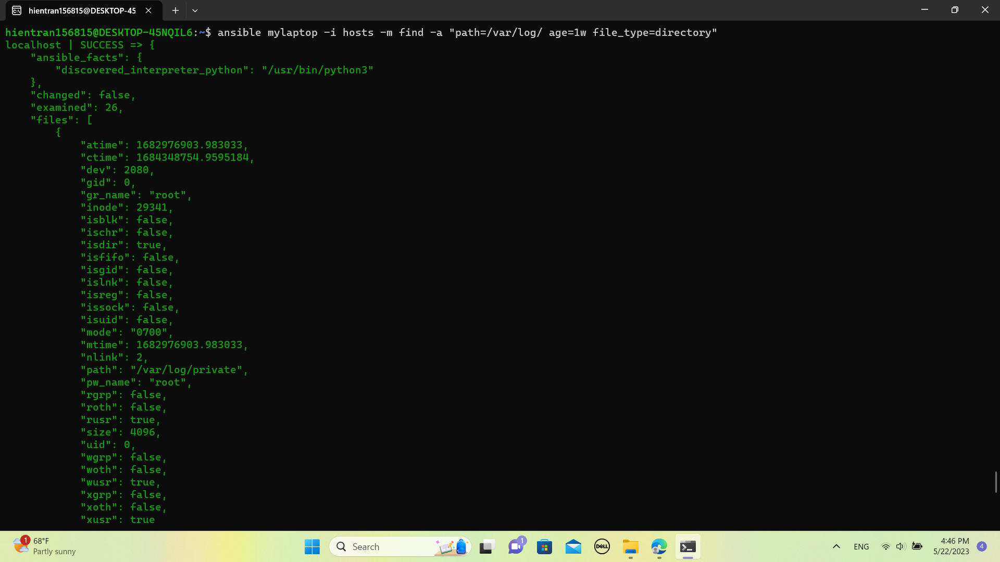 hientran156815@DESKTOP-45
hientran156815@DESKTOP-45NQIL6:~$ ansible mylaptop -i hosts -m find -a "path=/var/log/ age=1w file_type=directory"
localhost | SUCCESS => {
    "ansible_facts": {
        "discovered_interpreter_python": "/usr/bin/python3"
    },
    "changed": false,
    "examined": 26,
    "files": [
        {
            "atime": 1682976903.983033,
            "ctime": 1684348754.9595184,
            "dev": 2080,
            "gid": 0,
            "gr_name": "root",
            "inode": 29341,
            "isblk": false,
            "ischr": false,
            "isdir": true,
            "isfifo": false,
            "isgid": false,
            "islnk": false,
            "isreg": false,
            "issock": false,
            "isuid": false,
            "mode": "0700",
            "mtime": 1682976903.983033,
            "nlink": 2,
            "path": "/var/log/private",
            "pw_name": "root",
            "rgrp": false,
            "roth": false,
            "rusr": true,
            "size": 4096,
            "uid": 0,
            "wgrp": false,
            "woth": false,
            "wusr": true,
            "xgrp": false,
            "xoth": false,
            "xusr": true
1
68°F
Partly sunny
Search
1
DELL
ENG
4:46 PM
5/22/2023
4